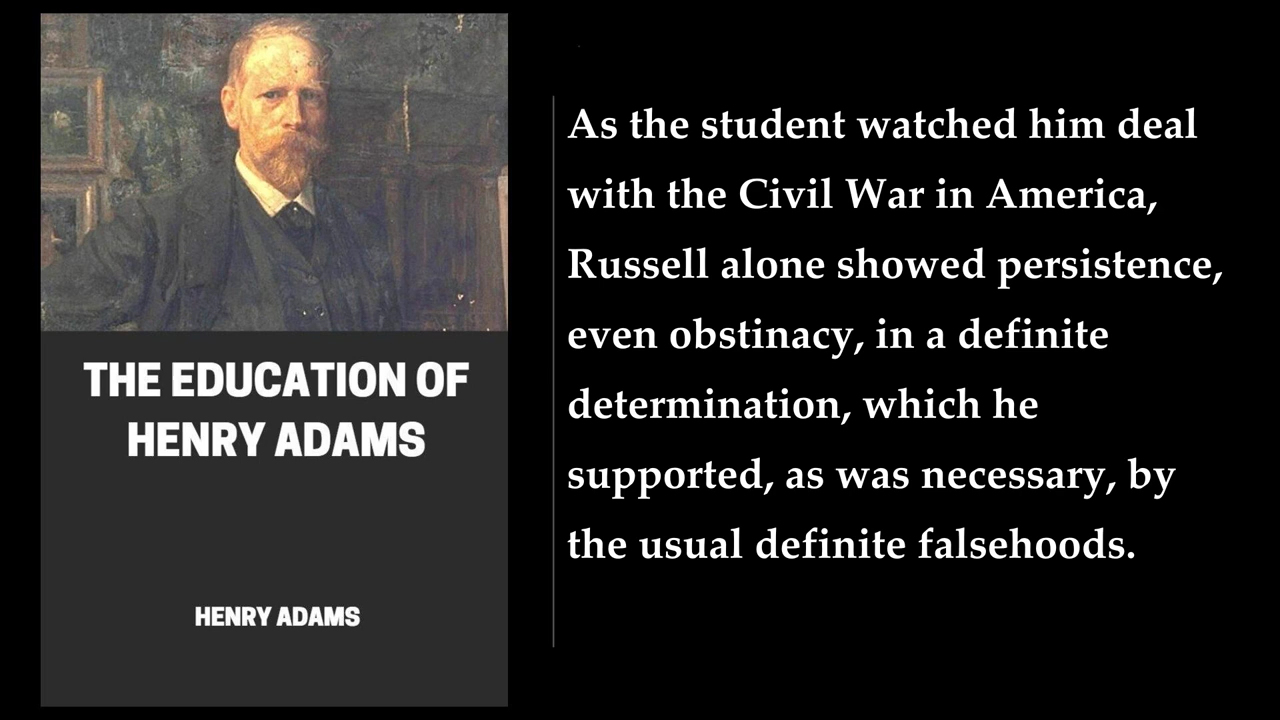 THE EDUCATION OF
HENRY ADAMS
HENRY ADAMS
As the student watched him deal
with the Civil War in America,
Russell alone showed persistence,
even obstinacy, in a definite
determination, which he
supported, as was necessary, by
the usual definite falsehoods.